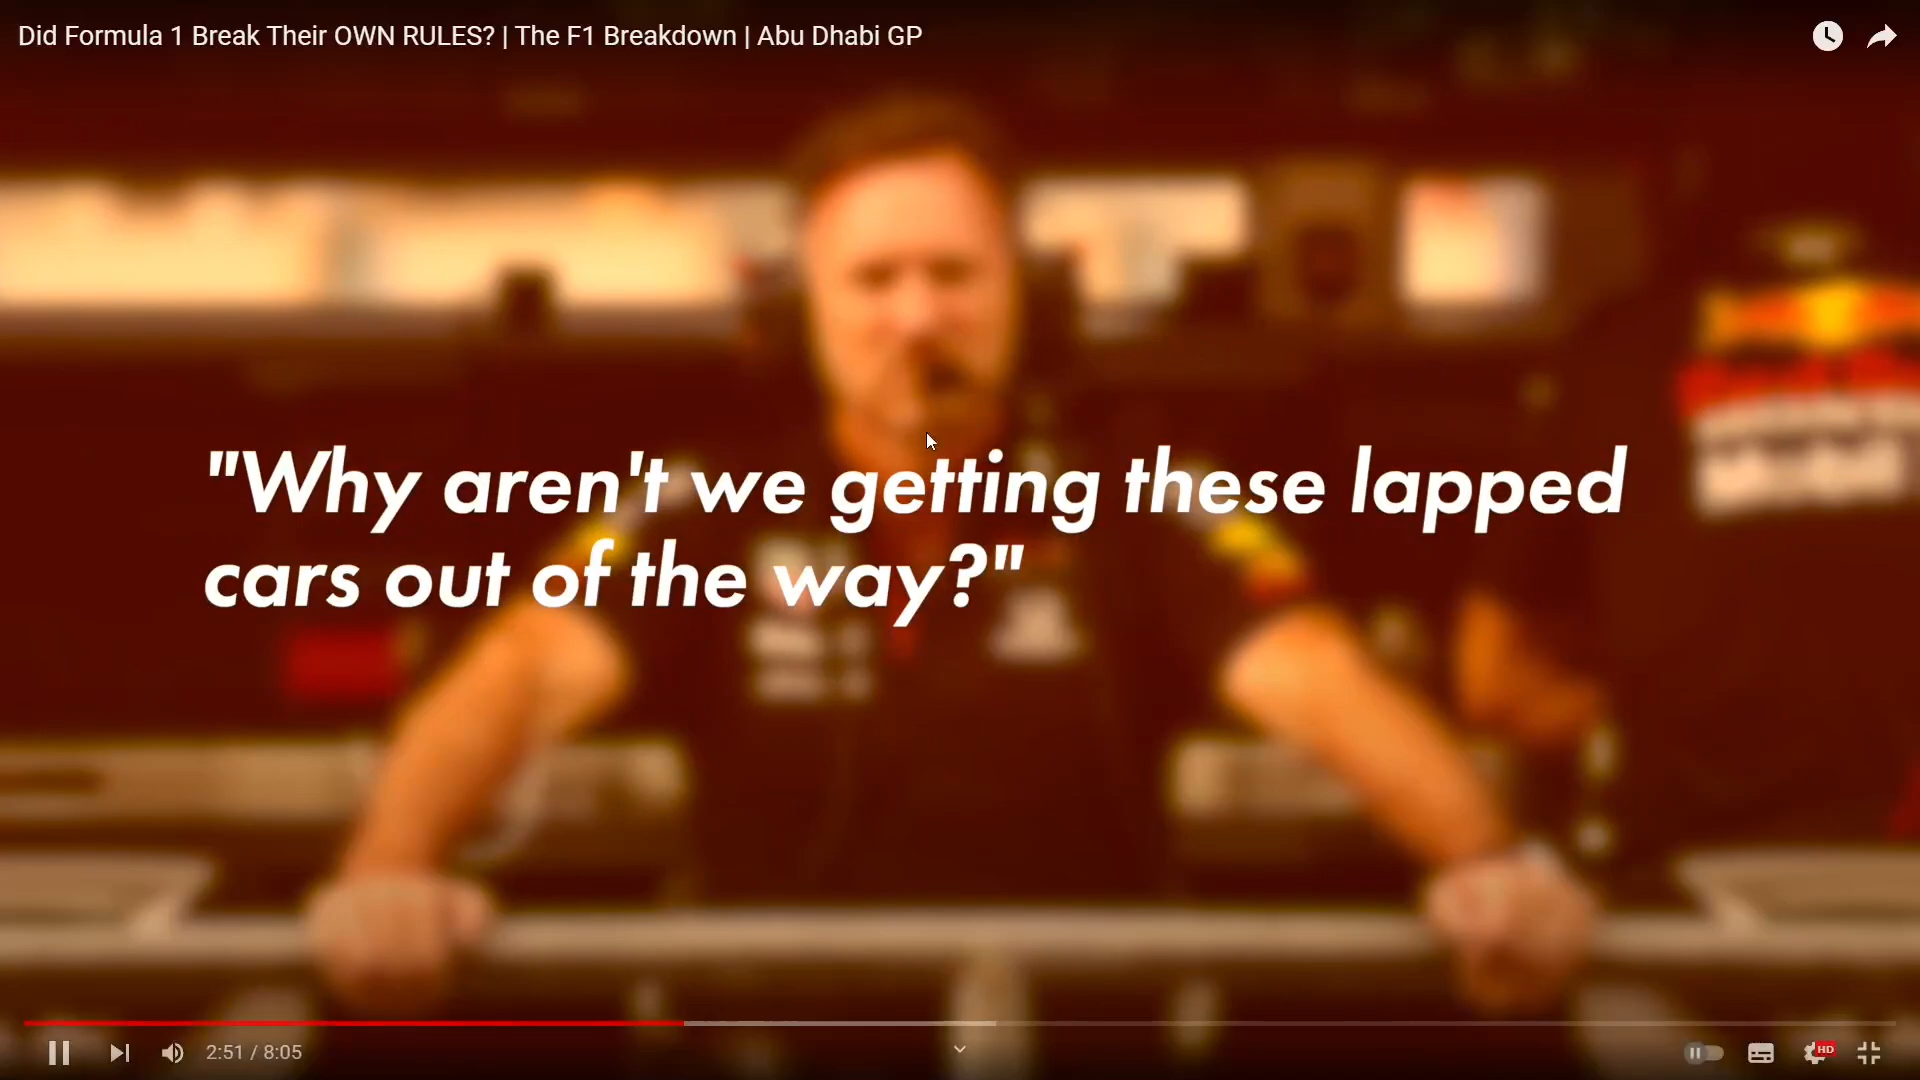 Did Formula 1 Break Their OWN RULES? | The F1 Breakdown | Abu Dhabi GP
"Why aren't we getting these lapped
cars out of the way?"
2:51 / 8:05
HD